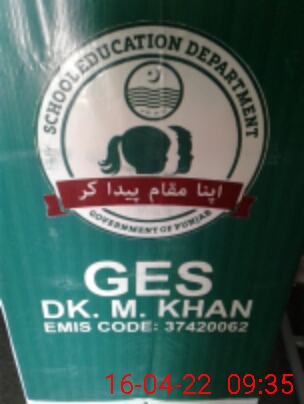 SCHOOL EDUCATION DEPARTMENT
اپنا مقام پیدا کر
GOVERNMENT OF PUNJAB
GES
DK. M. KHAN
EMIS CODE: 37420062
16-04-22 09:35